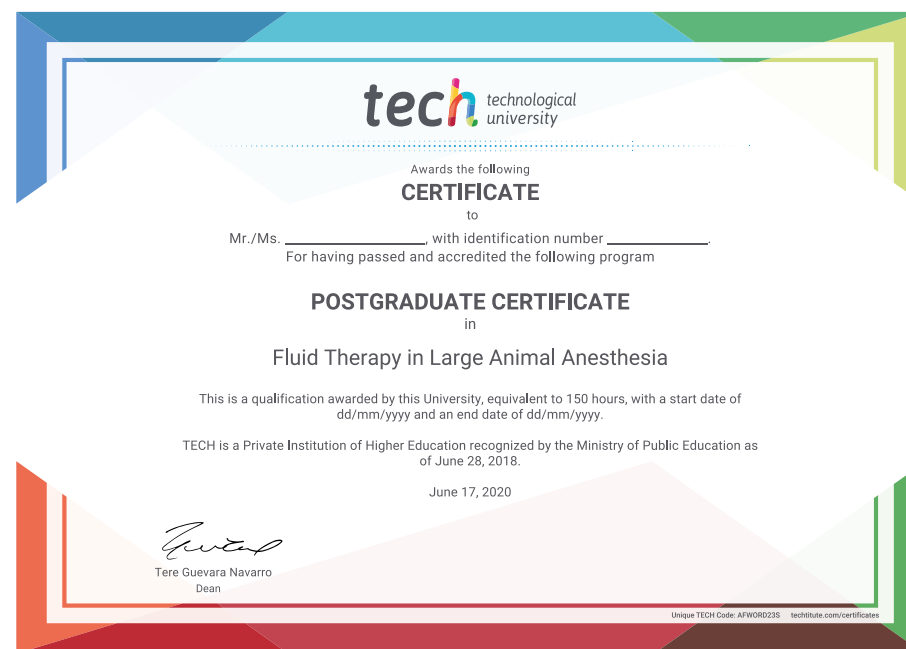 tech technological
university
Awards the following
CERTIFICATE
to
Mr./Ms. ____________________, with identification number ______________.
For having passed and accredited the following program
POSTGRADUATE CERTIFICATE
in
Fluid Therapy in Large Animal Anesthesia
This is a qualification awarded by this University, equivalent to 150 hours, with a start date of
dd/mm/yyyy and an end date of dd/mm/yyyy.
TECH is a Private Institution of Higher Education recognized by the Ministry of Public Education as
of June 28, 2018.
June 17, 2020
Tere Guevara Navarro
Dean
Unique TECH Code: AFWORD23S techtitute.com/certificates